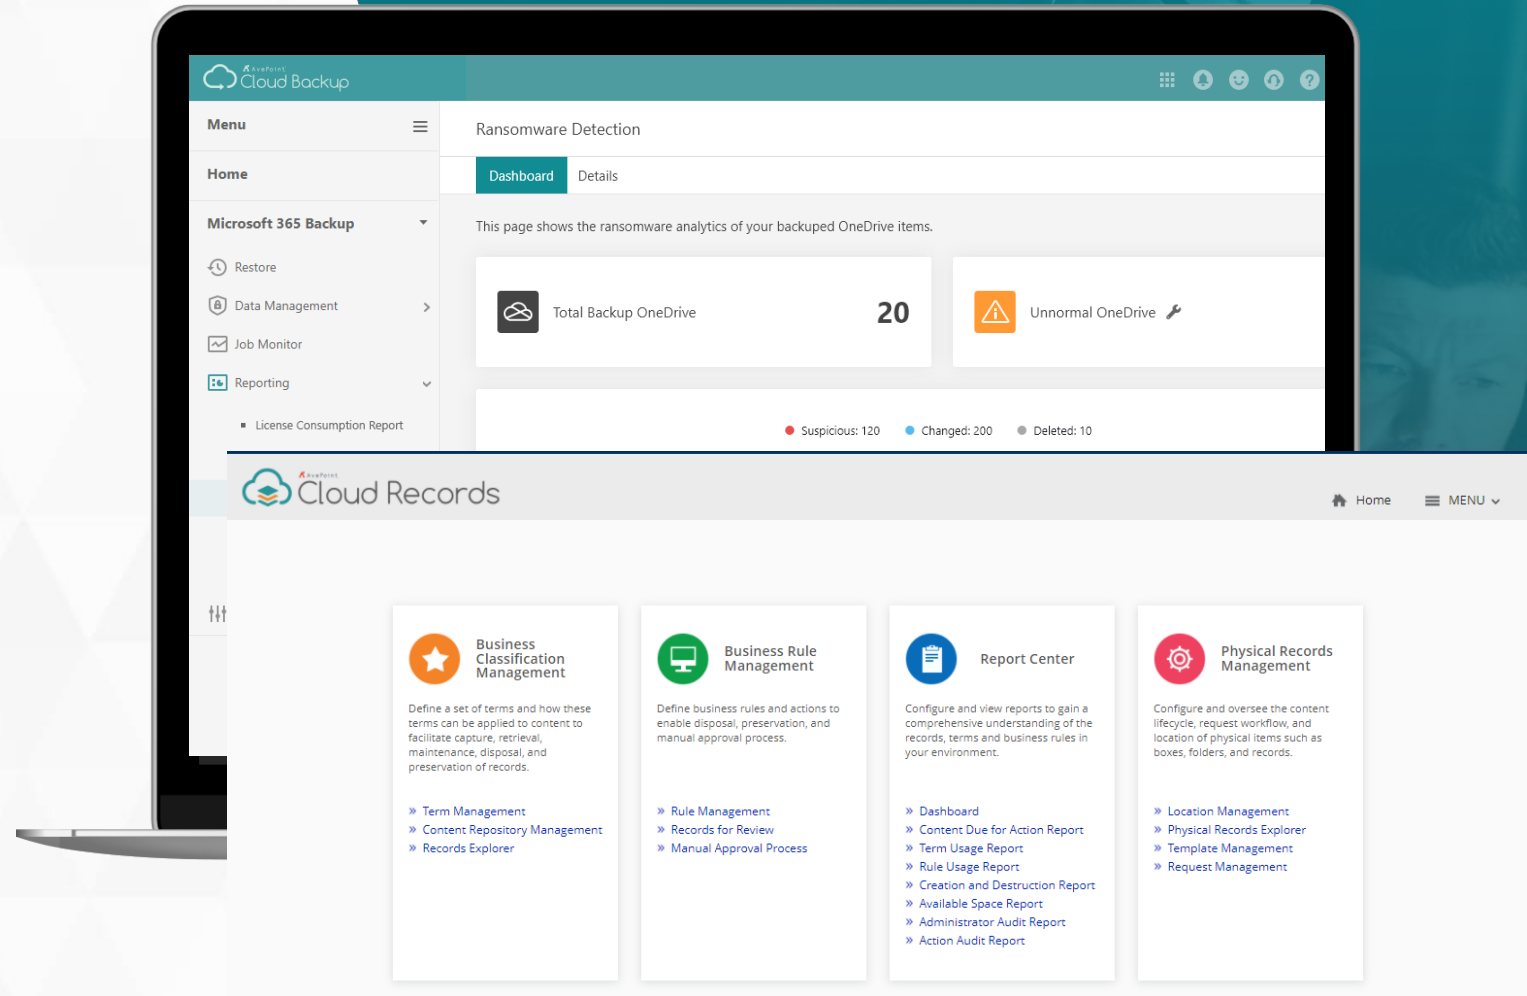 AvePoint
Cloud Backup
Menu
Home
Microsoft 365 Backup
Restore
Data Management
Job Monitor
Reporting
License Consumption Report
Ransomware Detection
Dashboard Details
This page shows the ransomware analytics of your backuped OneDrive items.
Total Backup OneDrive 20
Unnormal OneDrive
Suspicious: 120 Changed: 200 Deleted: 10
AvePoint
Cloud Records
Home MENU
Business
Classification
Management
Define a set of terms and how these
terms can be applied to content to
facilitate capture, retrieval,
maintenance, disposal, and
preservation of records.
» Term Management
» Content Repository Management
» Records Explorer
Business Rule
Management
Define business rules and actions to
enable disposal, preservation, and
manual approval process.
» Rule Management
» Records for Review
» Manual Approval Process
Report Center
Configure and view reports to gain a
comprehensive understanding of the
records, terms and business rules in
your environment.
» Dashboard
» Content Due for Action Report
» Term Usage Report
» Rule Usage Report
» Creation and Destruction Report
» Available Space Report
» Administrator Audit Report
» Action Audit Report
Physical Records
Management
Configure and oversee the content
lifecycle, request workflow, and
location of physical items such as
boxes, folders, and records.
» Location Management
» Physical Records Explorer
» Template Management
» Request Management